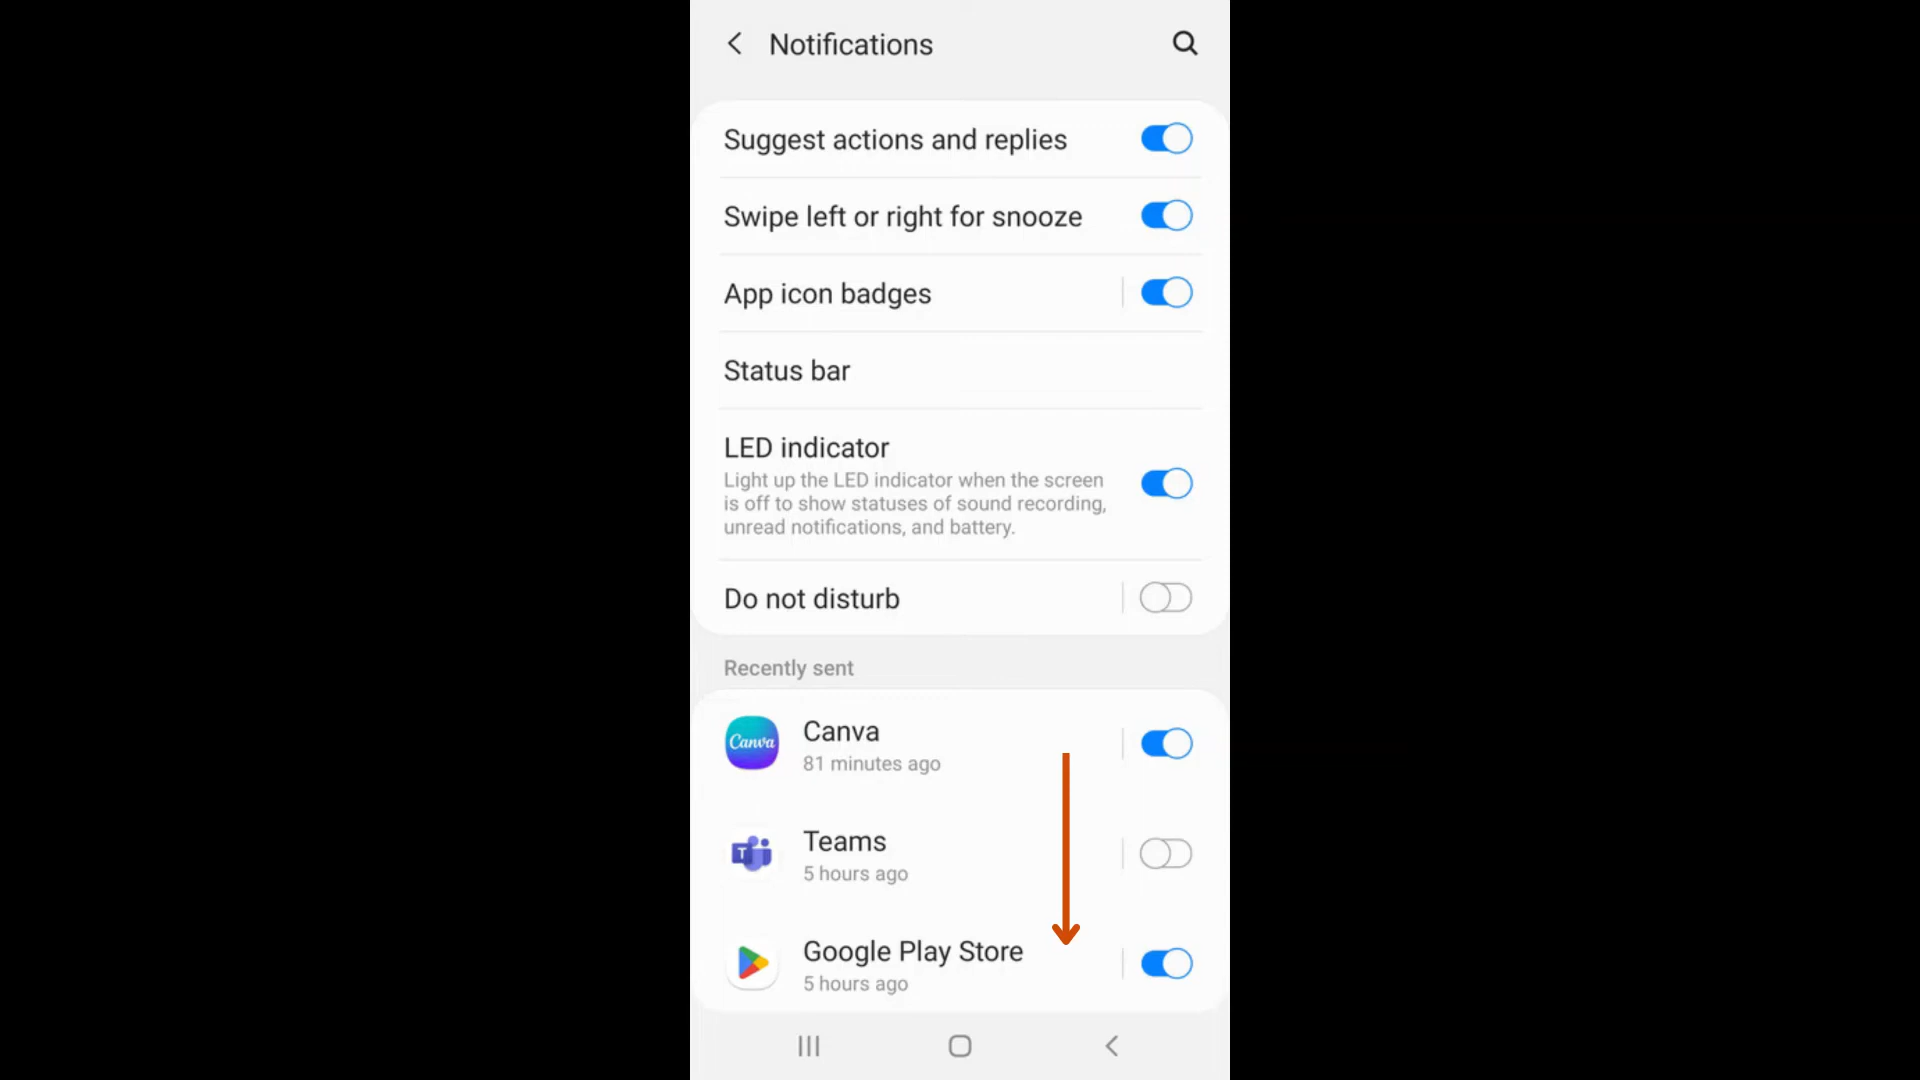 Notifications
Suggest actions and replies
Swipe left or right for snooze
App icon badges
Status bar
LED indicator
Light up the LED indicator when the screen
is off to show statuses of sound recording,
unread notifications, and battery.
Do not disturb
Recently sent
Canva
Canva
81 minutes ago
T
Teams
5 hours ago
Google Play Store
5 hours ago